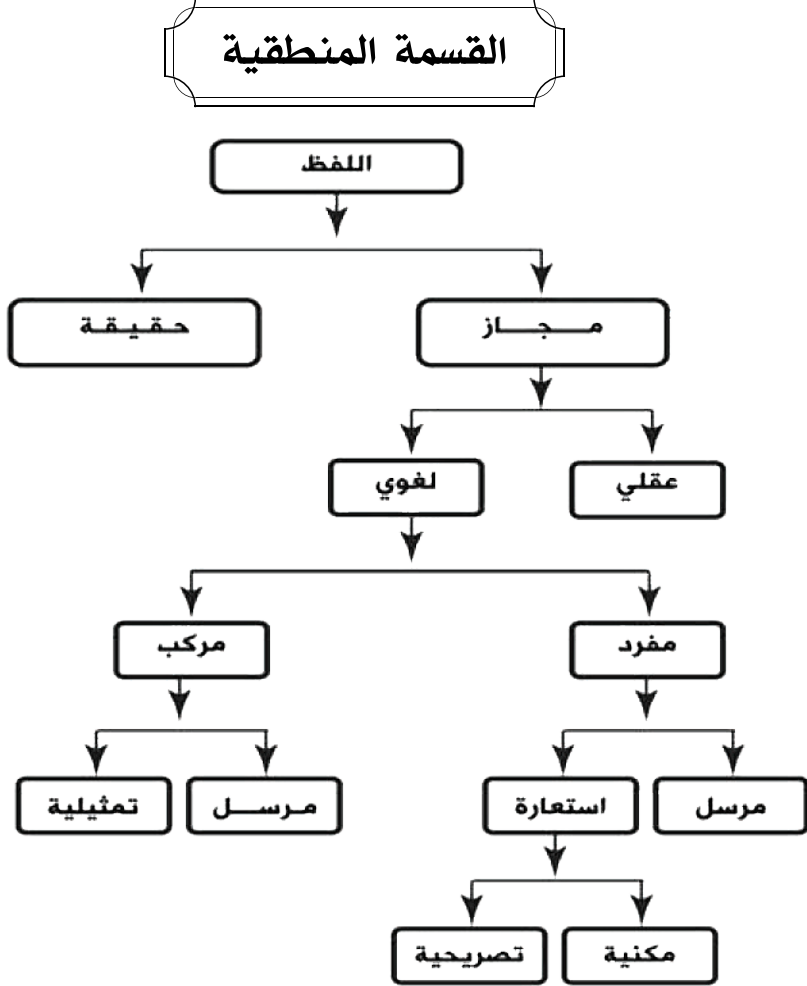 القسمة المنطقية
اللفظ
مجاز
حقيقة
عقلي
لغوي
مفرد
مركب
مرسل
استعارة
مرسل
تمثيلية
مكنية
تصريحية